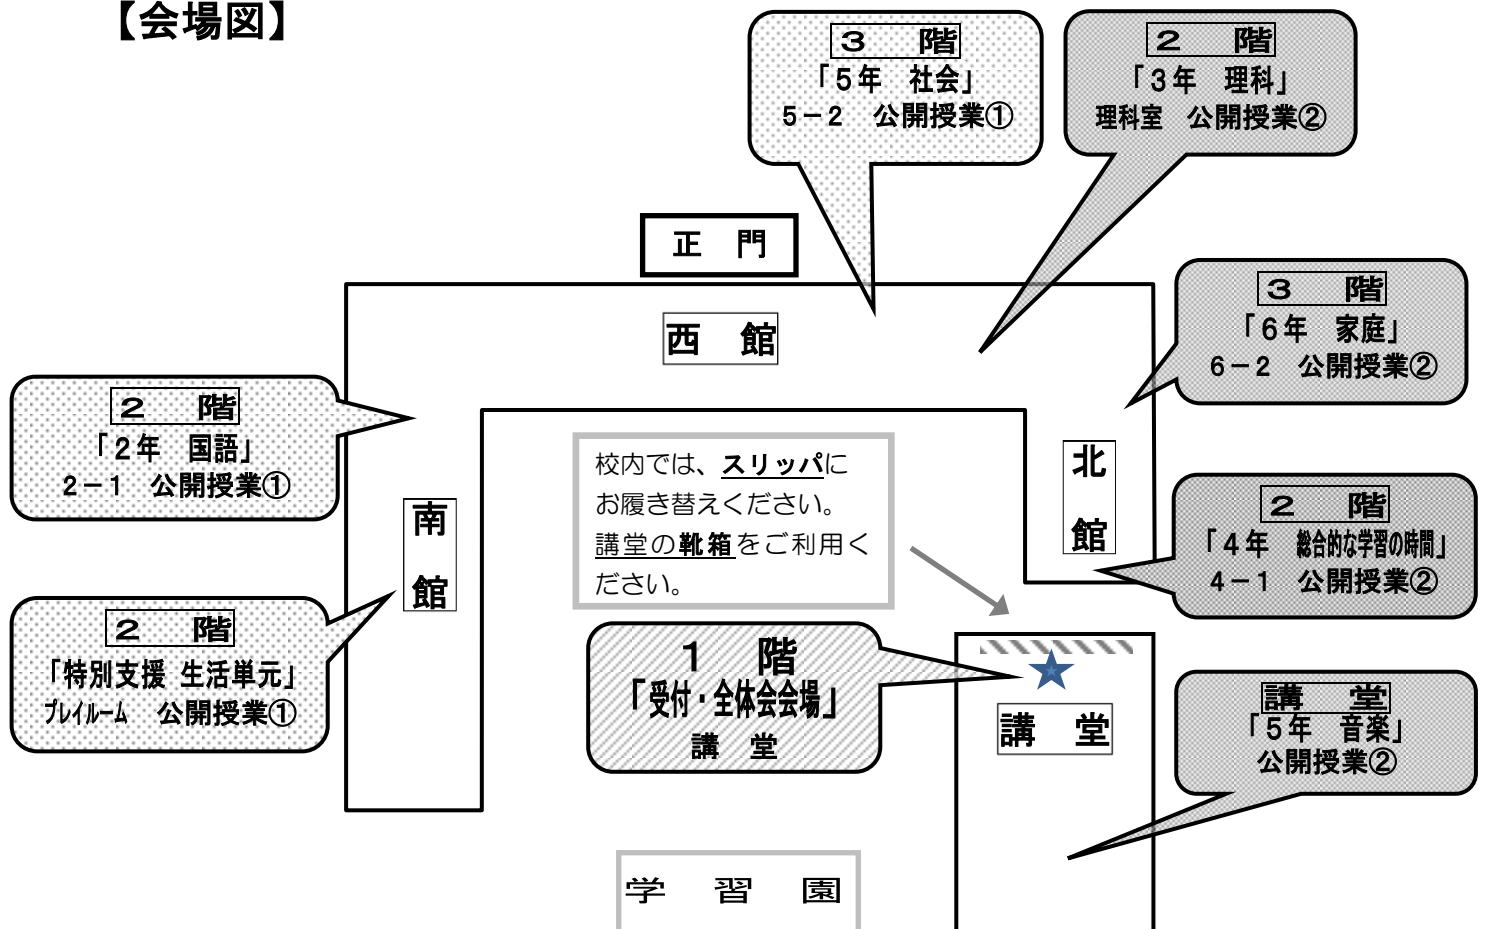 【会場図】
３　階
「５年　社会」
５－２　公開授業①
２　階
「３年　理科」
理科室　公開授業②
正　門
西　館
３　階
「６年　家庭」
６－２　公開授業②
２　階
「２年　国語」
２－１　公開授業①
校内では、スリッパに
お履き替えください。
講堂の靴箱をご利用く
ださい。
北
館
南
館
２　階
「４年　総合的な学習の時間」
４－１　公開授業②
２　階
「特別支援 生活単元」
プレイルーム　公開授業①
１　階
「受付・全体会会場」
講　堂
講　堂
講　堂
「５年　音楽」
公開授業②
学　習　園